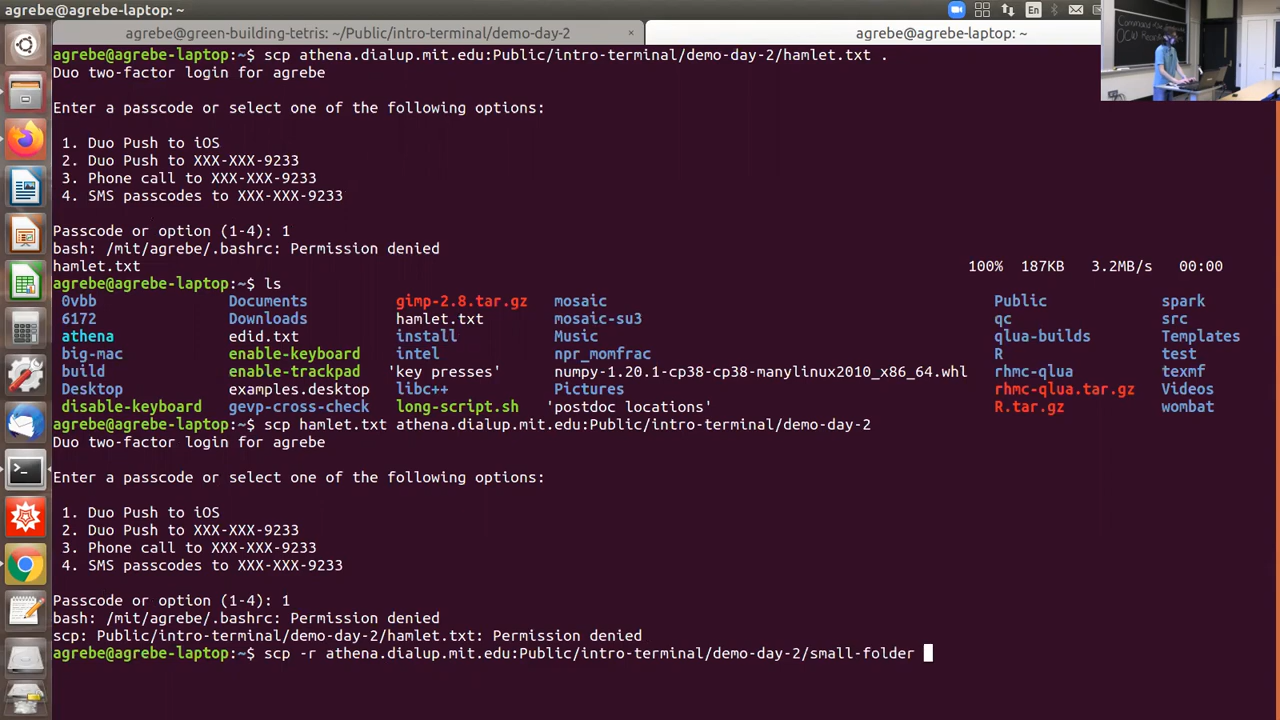 agrebe@agrebe-laptop: ~
En
agrebe@green-building-tetris: ~/Public/intro-terminal/demo-day-2 ×
agrebe@agrebe-laptop: ~
agrebe@agrebe-laptop:~$ scp athena.dialup.mit.edu:Public/intro-terminal/demo-day-2/hamlet.txt .
Duo two-factor login for agrebe
Enter a passcode or select one of the following options:
1. Duo Push to iOS
2. Duo Push to XXX-XXX-9233
3. Phone call to XXX-XXX-9233
4. SMS passcodes to XXX-XXX-9233
Passcode or option (1-4): 1
bash: /mit/agrebe/.bashrc: Permission denied
hamlet.txt 100% 187KB 3.2MB/s 00:00
agrebe@agrebe-laptop:~$ ls
0vbb Documents gimp-2.8.tar.gz mosaic Public spark
6172 Downloads hamlet.txt mosaic-su3 qc src
athena edid.txt install Music qlua-builds Templates
big-mac enable-keyboard intel npr_momfrac R test
build enable-trackpad 'key presses' numpy-1.20.1-cp38-cp38-manylinux2010_x86_64.whl rhmc-qlua texmf
Desktop examples.desktop libc++ Pictures rhmc-qlua.tar.gz Videos
disable-keyboard gevp-cross-check long-script.sh 'postdoc locations' R.tar.gz wombat
agrebe@agrebe-laptop:~$ scp hamlet.txt athena.dialup.mit.edu:Public/intro-terminal/demo-day-2
Duo two-factor login for agrebe
Enter a passcode or select one of the following options:
1. Duo Push to iOS
2. Duo Push to XXX-XXX-9233
3. Phone call to XXX-XXX-9233
4. SMS passcodes to XXX-XXX-9233
Passcode or option (1-4): 1
bash: /mit/agrebe/.bashrc: Permission denied
scp: Public/intro-terminal/demo-day-2/hamlet.txt: Permission denied
agrebe@agrebe-laptop:~$ scp -r athena.dialup.mit.edu:Public/intro-terminal/demo-day-2/small-folder